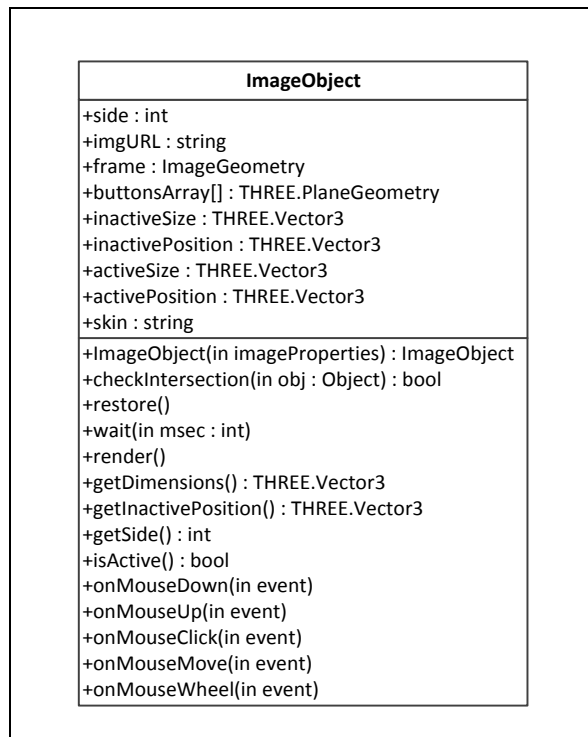 ImageObject
+side : int
+imgURL : string
+frame : ImageGeometry
+buttonsArray[] : THREE.PlaneGeometry
+inactiveSize : THREE.Vector3
+inactivePosition : THREE.Vector3
+activeSize : THREE.Vector3
+activePosition : THREE.Vector3
+skin : string
+ImageObject(in imageProperties) : ImageObject
+checkIntersection(in obj : Object) : bool
+restore()
+wait(in msec : int)
+render()
+getDimensions() : THREE.Vector3
+getInactivePosition() : THREE.Vector3
+getSide() : int
+isActive() : bool
+onMouseDown(in event)
+onMouseUp(in event)
+onMouseClick(in event)
+onMouseMove(in event)
+onMouseWheel(in event)